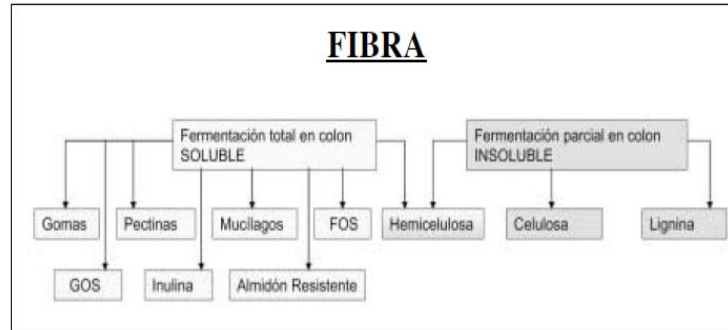 FIBRA
Fermentación total en colon
SOLUBLE
Fermentación parcial en colon
INSOLUBLE
Gomas
Pectinas
Mucílagos
FOS
Hemicelulosa
Celulosa
Lignina
GOS
Inulina
Almidón Resistente